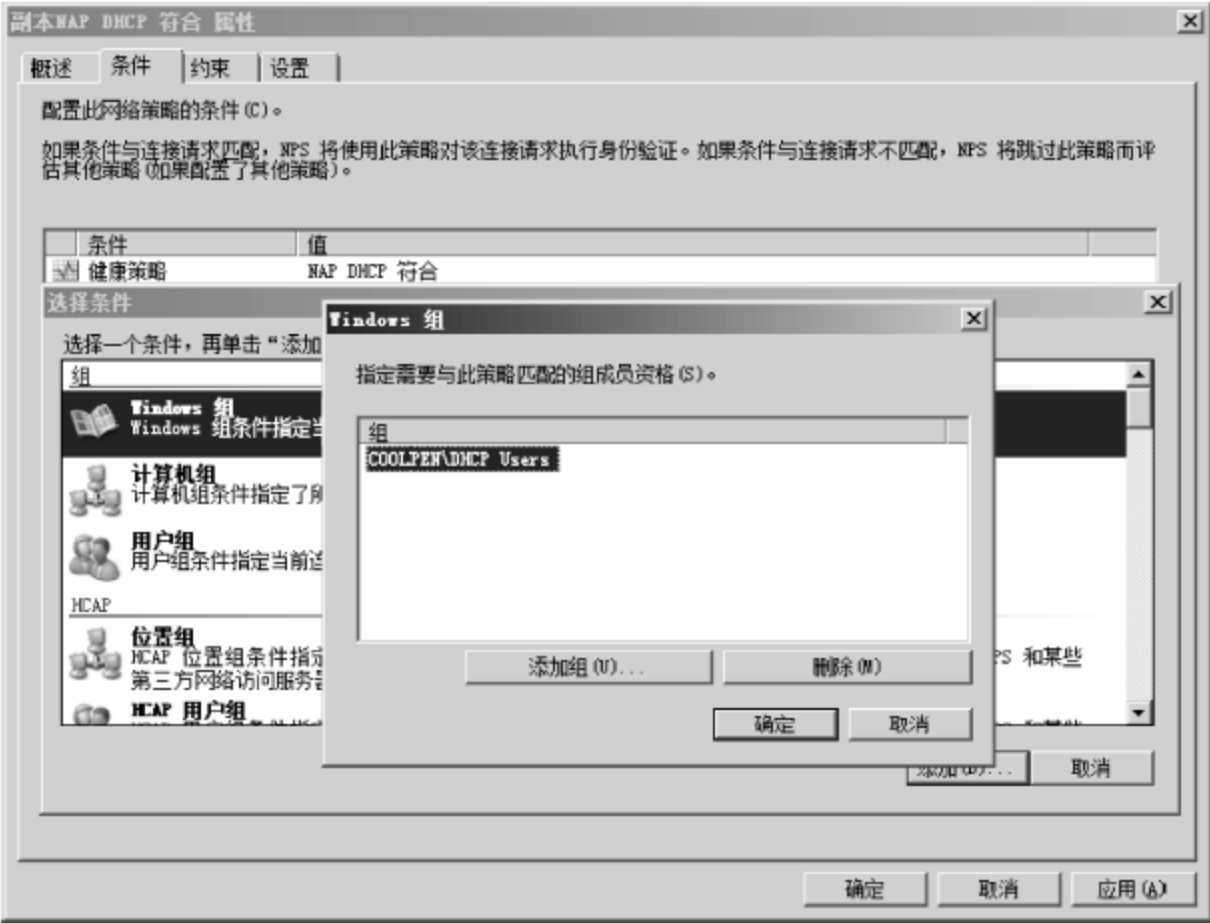 副本NAP DHCP 符合 属性
概述 条件 约束 设置
配置此网络策略的条件(C)。
如果条件与连接请求匹配，NPS 将使用此策略对该连接请求执行身份验证。如果条件与连接请求不匹配，NPS 将跳过此策略而评
估其他策略(如果配置了其他策略)。
条件 值
健康策略 NAP DHCP 符合
选择条件
选择一个条件，再单击“添加
组
Windows 组
Windows 组条件指定当
计算机组
计算机组条件指定了所
用户组
用户组条件指定当前连
HCAP
位置组
HCAP 位置组条件指定
第三方网络访问服务器
PS 和某些
HCAP 用户组
Windows 组
指定需要与此策略匹配的组成员资格(S)。
组
COOLPEN\DHCP Users
添加组(U)... 删除(M)
确定 取消
添加(D)... 取消
确定 取消 应用(A)